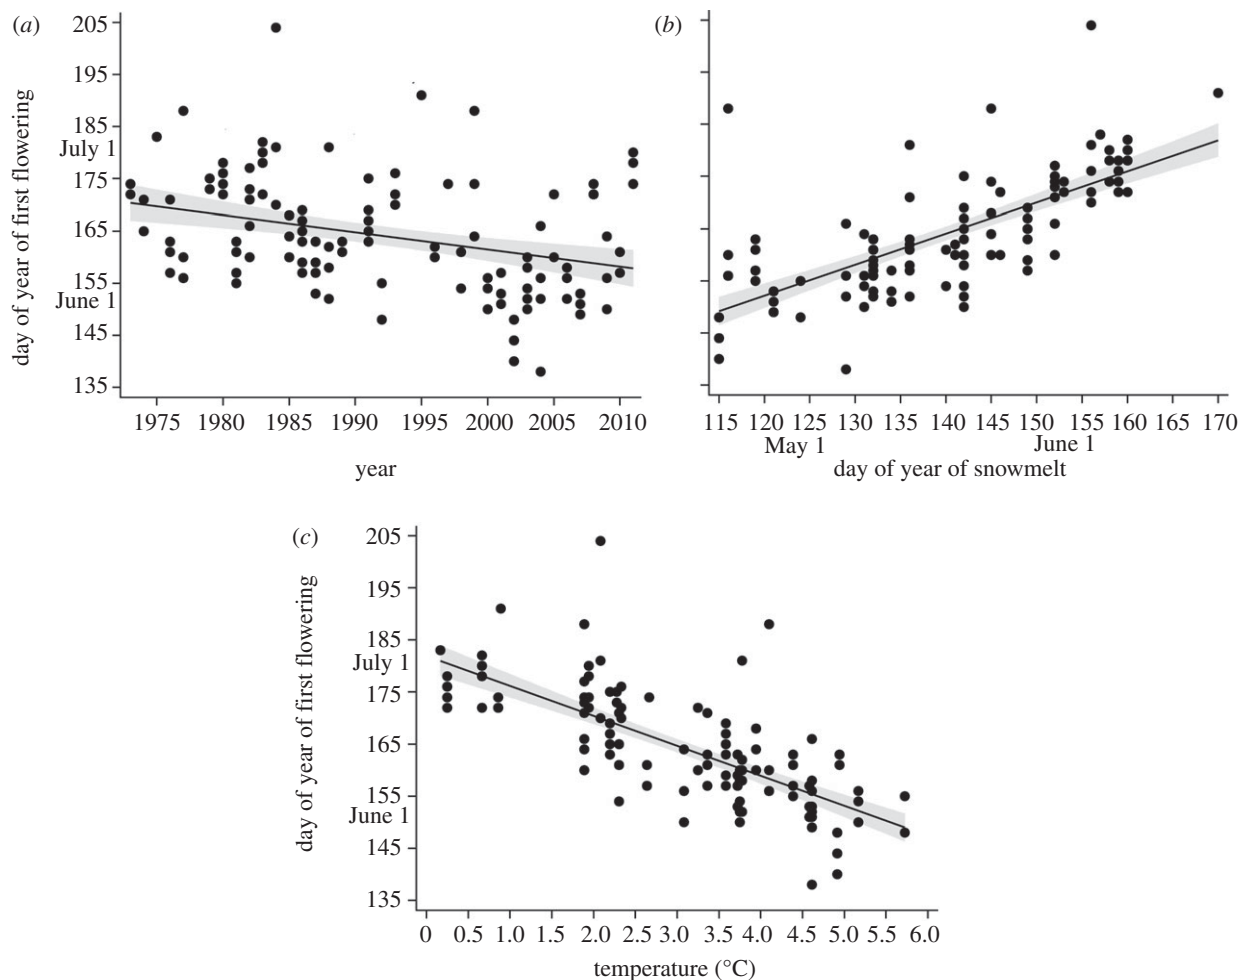 (a)
205
195
185
July 1
175
165
155
June 1
145
135
day of year of first flowering
1975 1980 1985 1990 1995 2000 2005 2010
year
(b)
115 120 125 130 135 140 145 150 155 160 165 170
May 1 June 1
day of year of snowmelt
(c)
205
195
185
July 1
175
165
155
June 1
145
135
day of year of first flowering
0 0.5 1.0 1.5 2.0 2.5 3.0 3.5 4.0 4.5 5.0 5.5 6.0
temperature (°C)